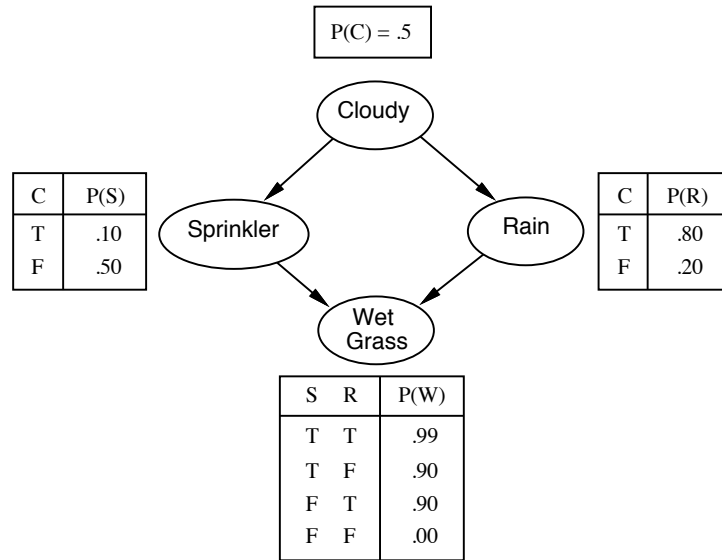 P(C) = .5
Cloudy
C P(S)
T .10
F .50
Sprinkler
Rain
C P(R)
T .80
F .20
Wet
Grass
S R P(W)
T T .99
T F .90
F T .90
F F .00